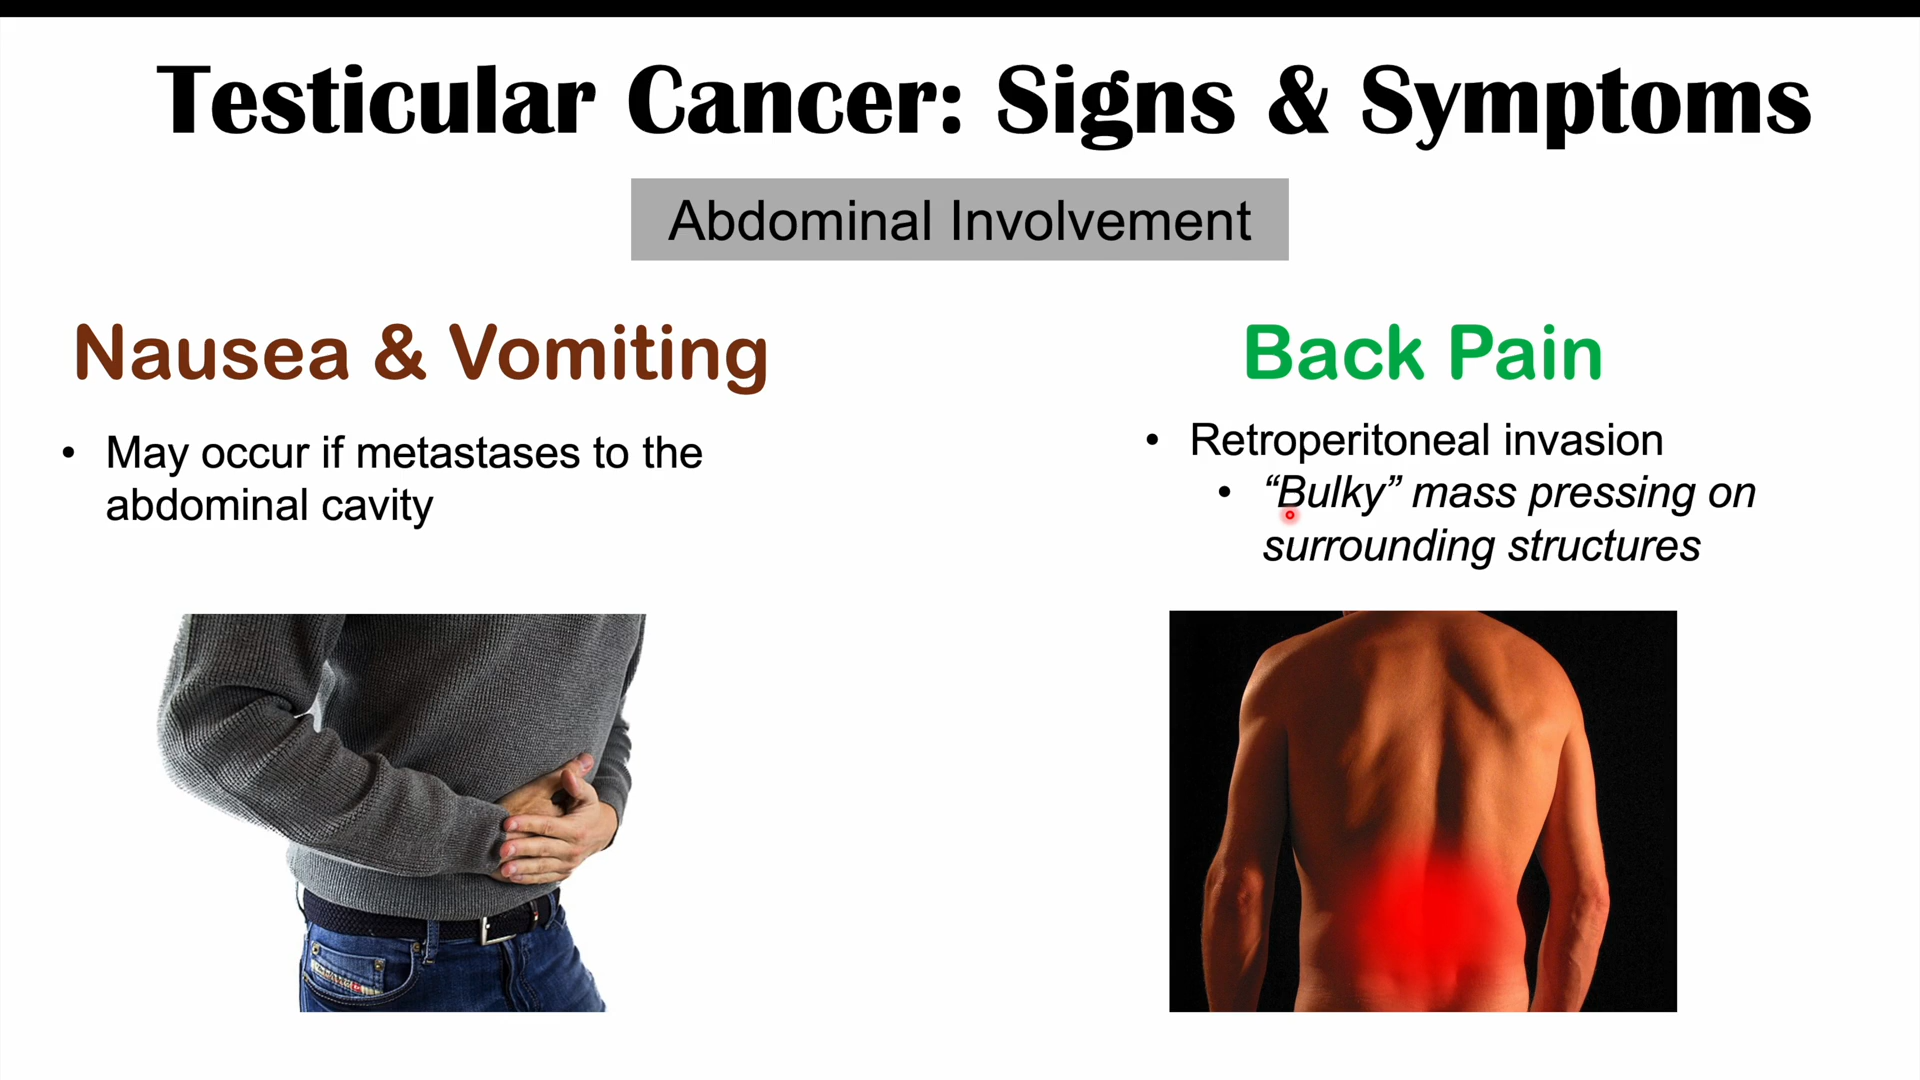 Testicular Cancer: Signs & Symptoms
Abdominal Involvement
Nausea & Vomiting
• May occur if metastases to the
abdominal cavity
Back Pain
• Retroperitoneal invasion
• “Bulky” mass pressing on
surrounding structures